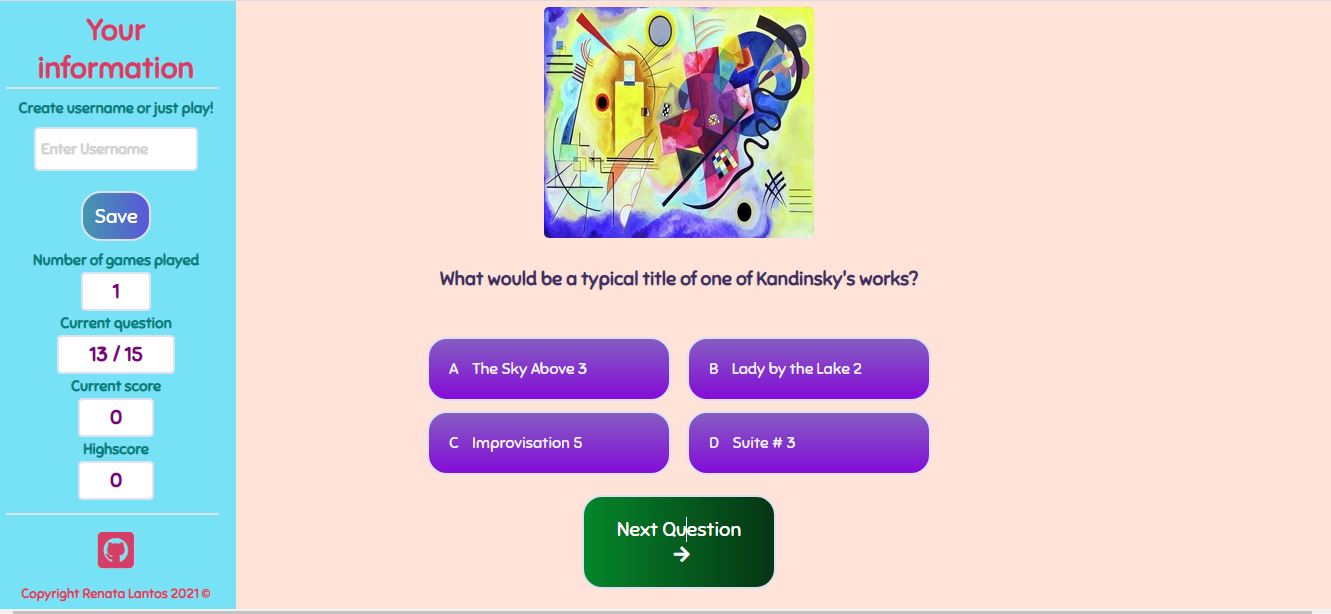 Your
information
Create username or just play!
Enter Username
Save
Number of games played
1
Current question
13 / 15
Current score
0
Highscore
0
Copyright Renata Lantos 2021 ©
What would be a typical title of one of Kandinsky's works?
A The Sky Above 3
B Lady by the Lake 2
C Improvisation 5
D Suite # 3
Next Question
→